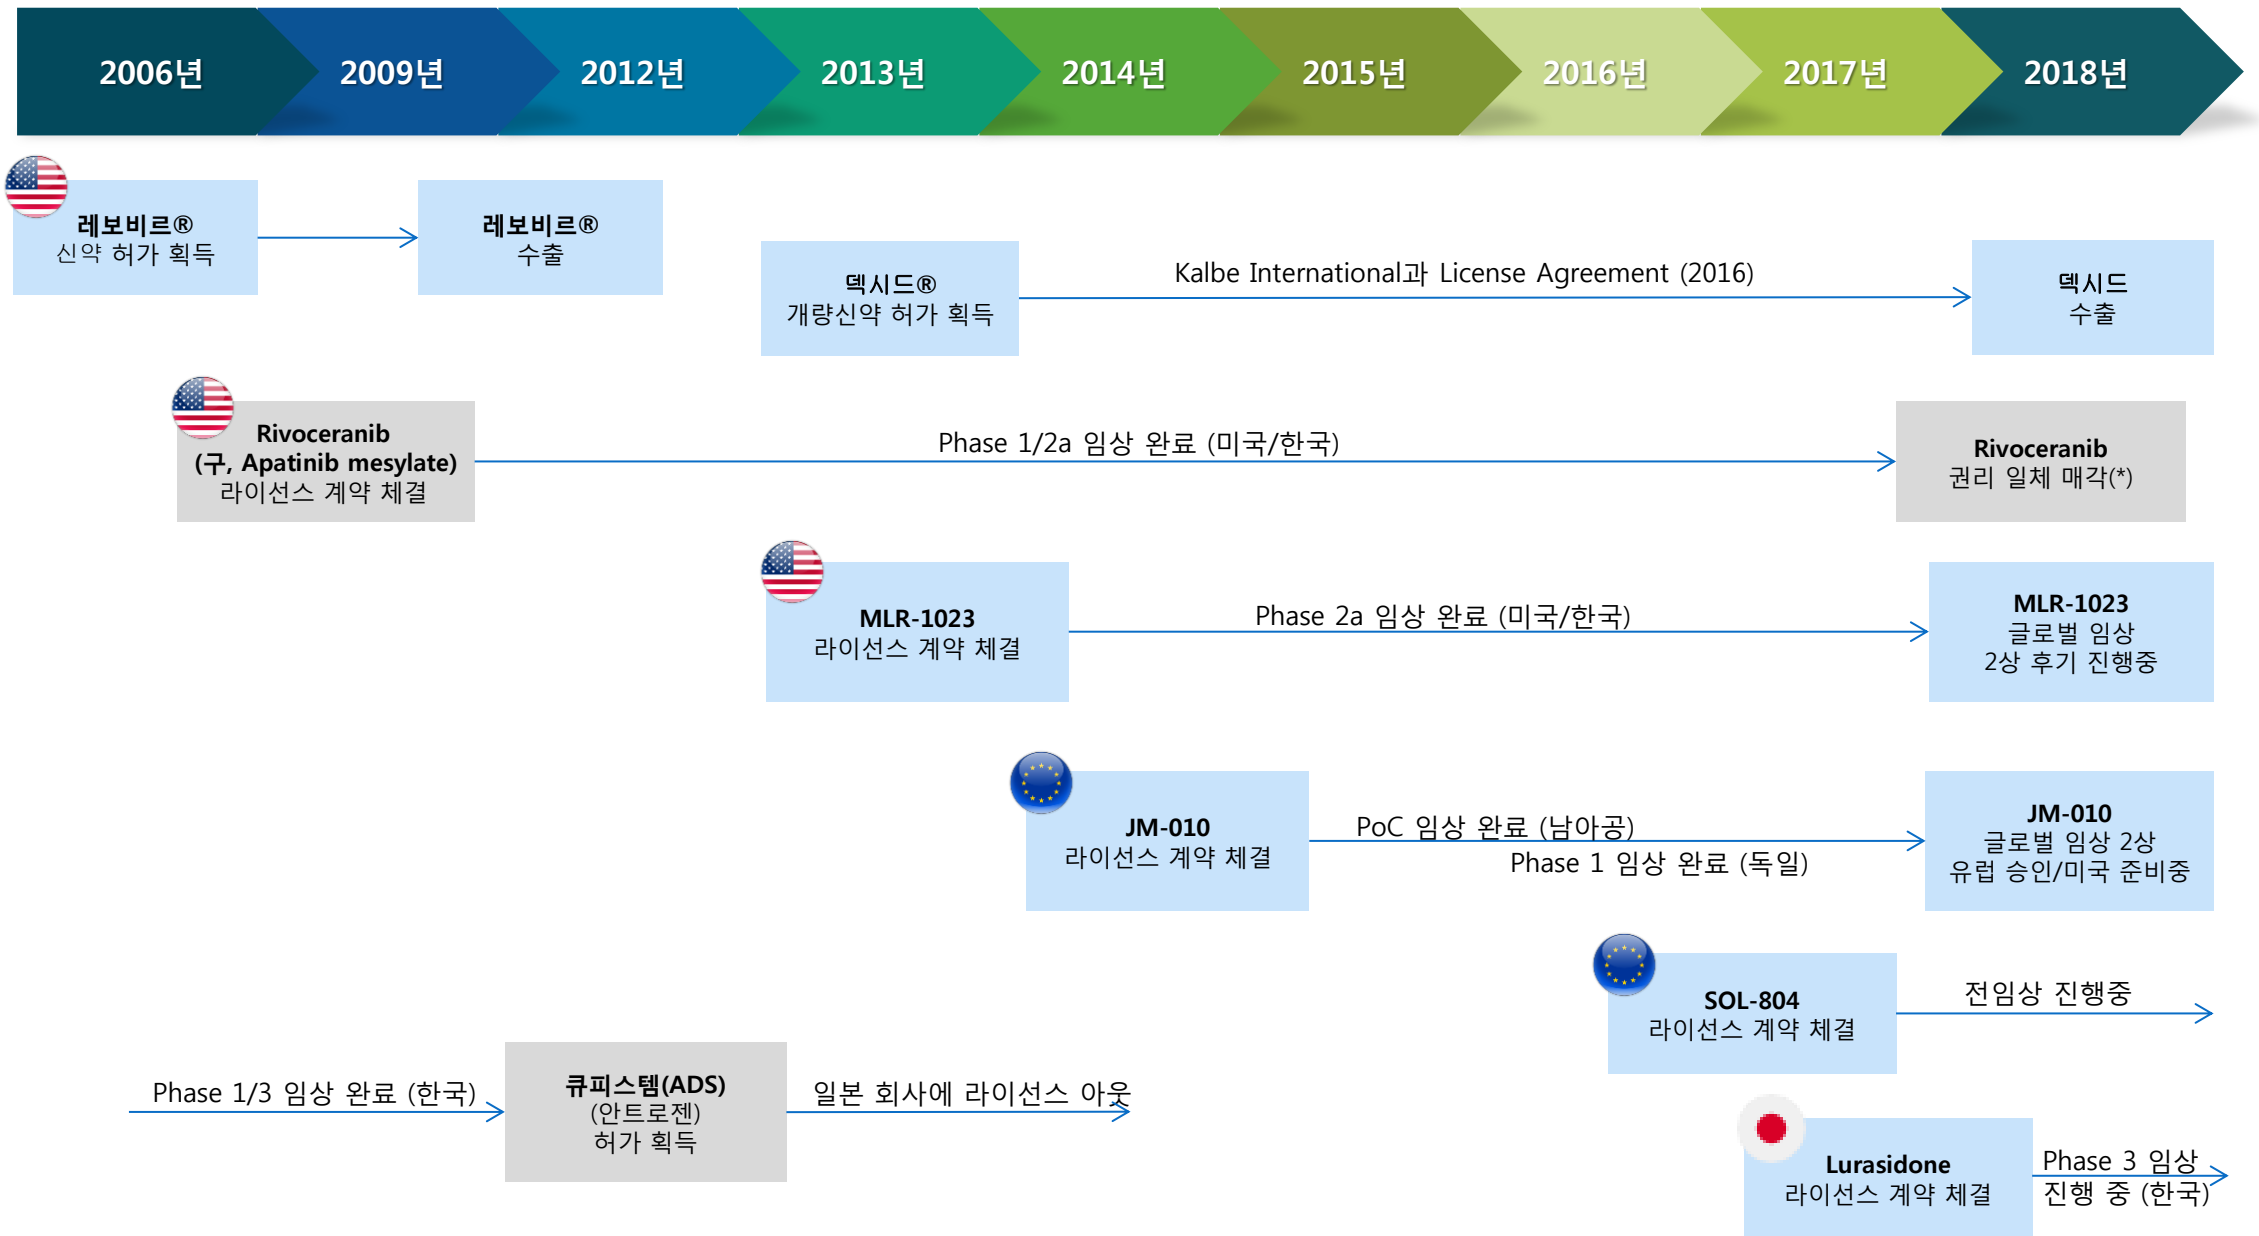 2006년
2009년
2012년
2013년
2014년
2015년
2016년
2017년
2018년
레보비르®
신약 허가 획득
레보비르®
수출
덱시드®
개량신약 허가 획득
Kalbe International과 License Agreement (2016)
덱시드
수출
Rivoceranib
(구, Apatinib mesylate)
라이선스 계약 체결
Phase 1/2a 임상 완료 (미국/한국)
Rivoceranib
권리 일체 매각(*)
MLR-1023
라이선스 계약 체결
Phase 2a 임상 완료 (미국/한국)
MLR-1023
글로벌 임상
2상 후기 진행중
JM-010
라이선스 계약 체결
PoC 임상 완료 (남아공)
Phase 1 임상 완료 (독일)
JM-010
글로벌 임상 2상
유럽 승인/미국 준비중
SOL-804
라이선스 계약 체결
전임상 진행중
Phase 1/3 임상 완료 (한국)
큐피스템(ADS)
(안트로젠)
허가 획득
일본 회사에 라이선스 아웃
Lurasidone
라이선스 계약 체결
Phase 3 임상
진행 중 (한국)